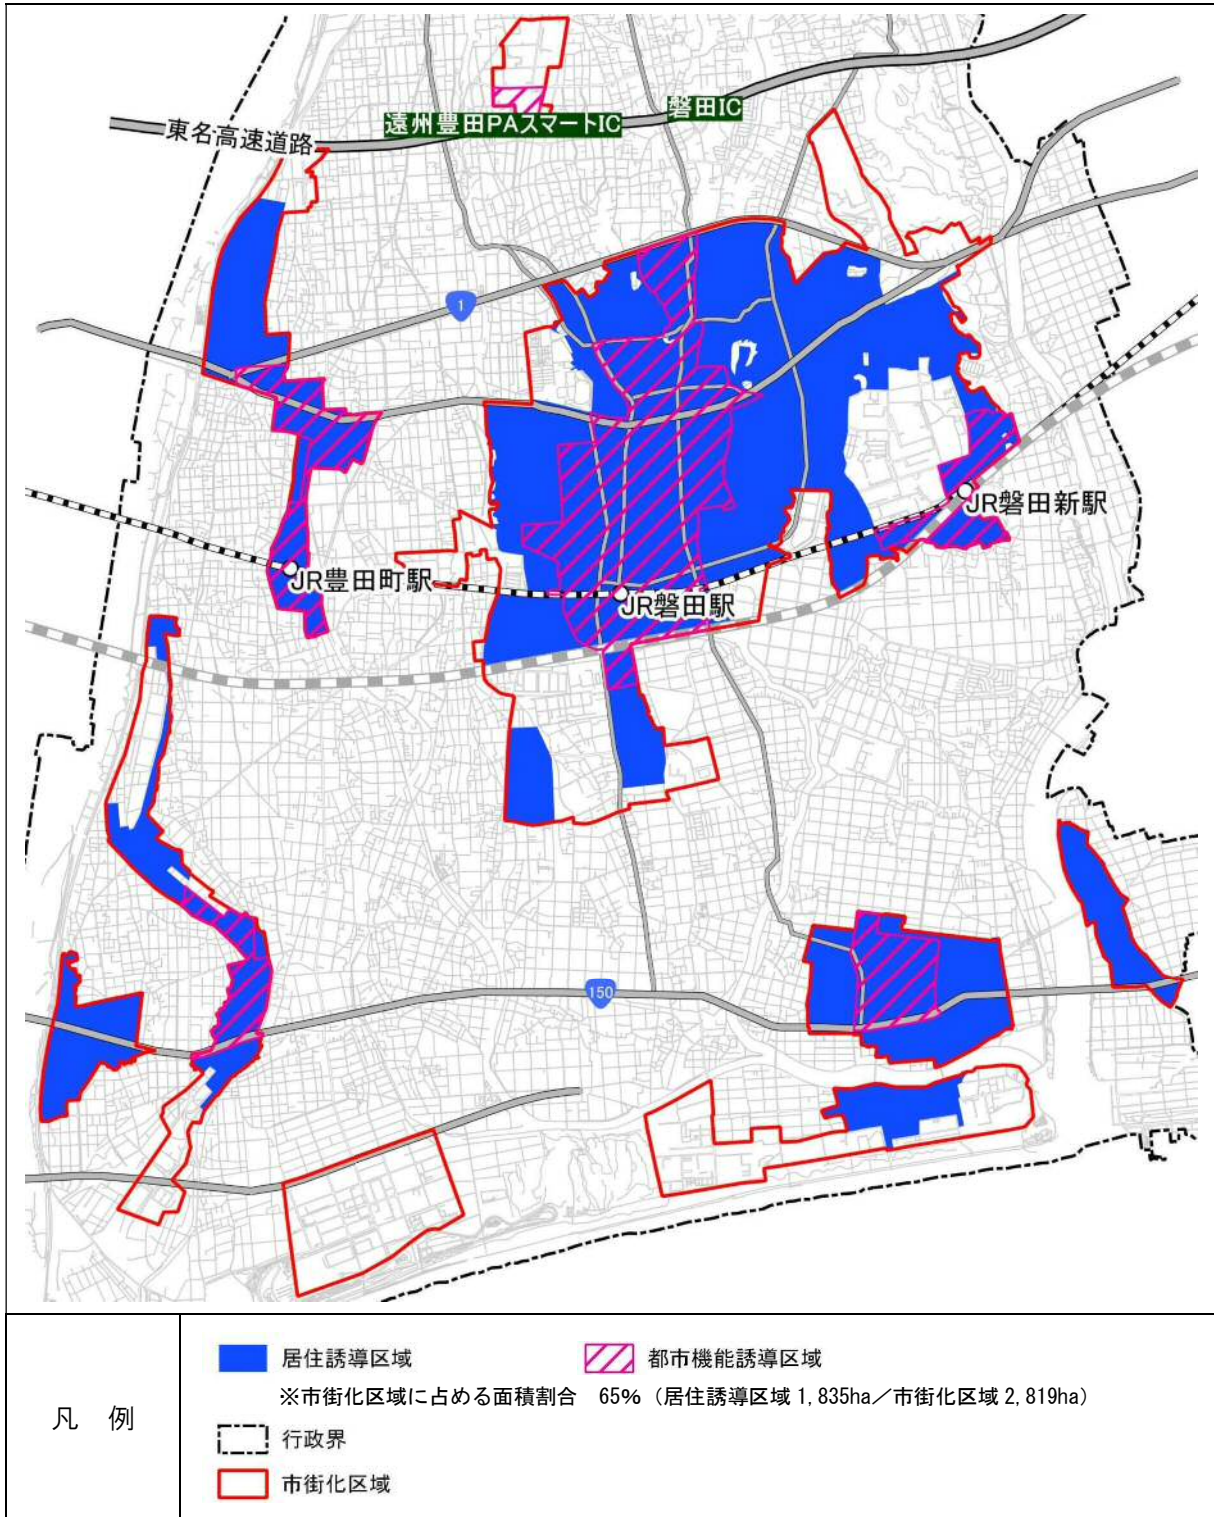 磐田IC
遠州豊田PAスマートIC
東名高速道路
1
JR磐田新駅
JR豊田町駅
JR磐田駅
150
凡 例
居住誘導区域
都市機能誘導区域
※市街化区域に占める面積割合 65%（居住誘導区域 1,835ha／市街化区域 2,819ha）
行政界
市街化区域